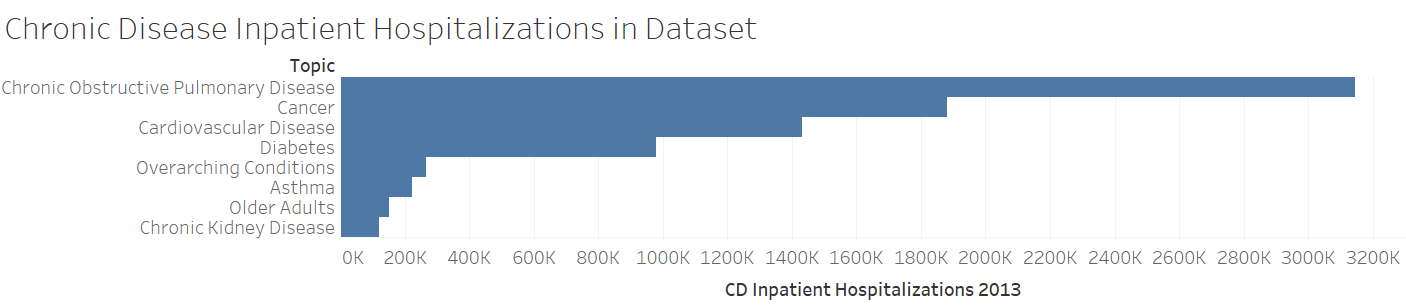 Chronic Disease Inpatient Hospitalizations in Dataset
Topic
Chronic Obstructive Pulmonary Disease
Cancer
Cardiovascular Disease
Diabetes
Overarching Conditions
Asthma
Older Adults
Chronic Kidney Disease
0K 200K 400K 600K 800K 1000K 1200K 1400K 1600K 1800K 2000K 2200K 2400K 2600K 2800K 3000K 3200K
CD Inpatient Hospitalizations 2013